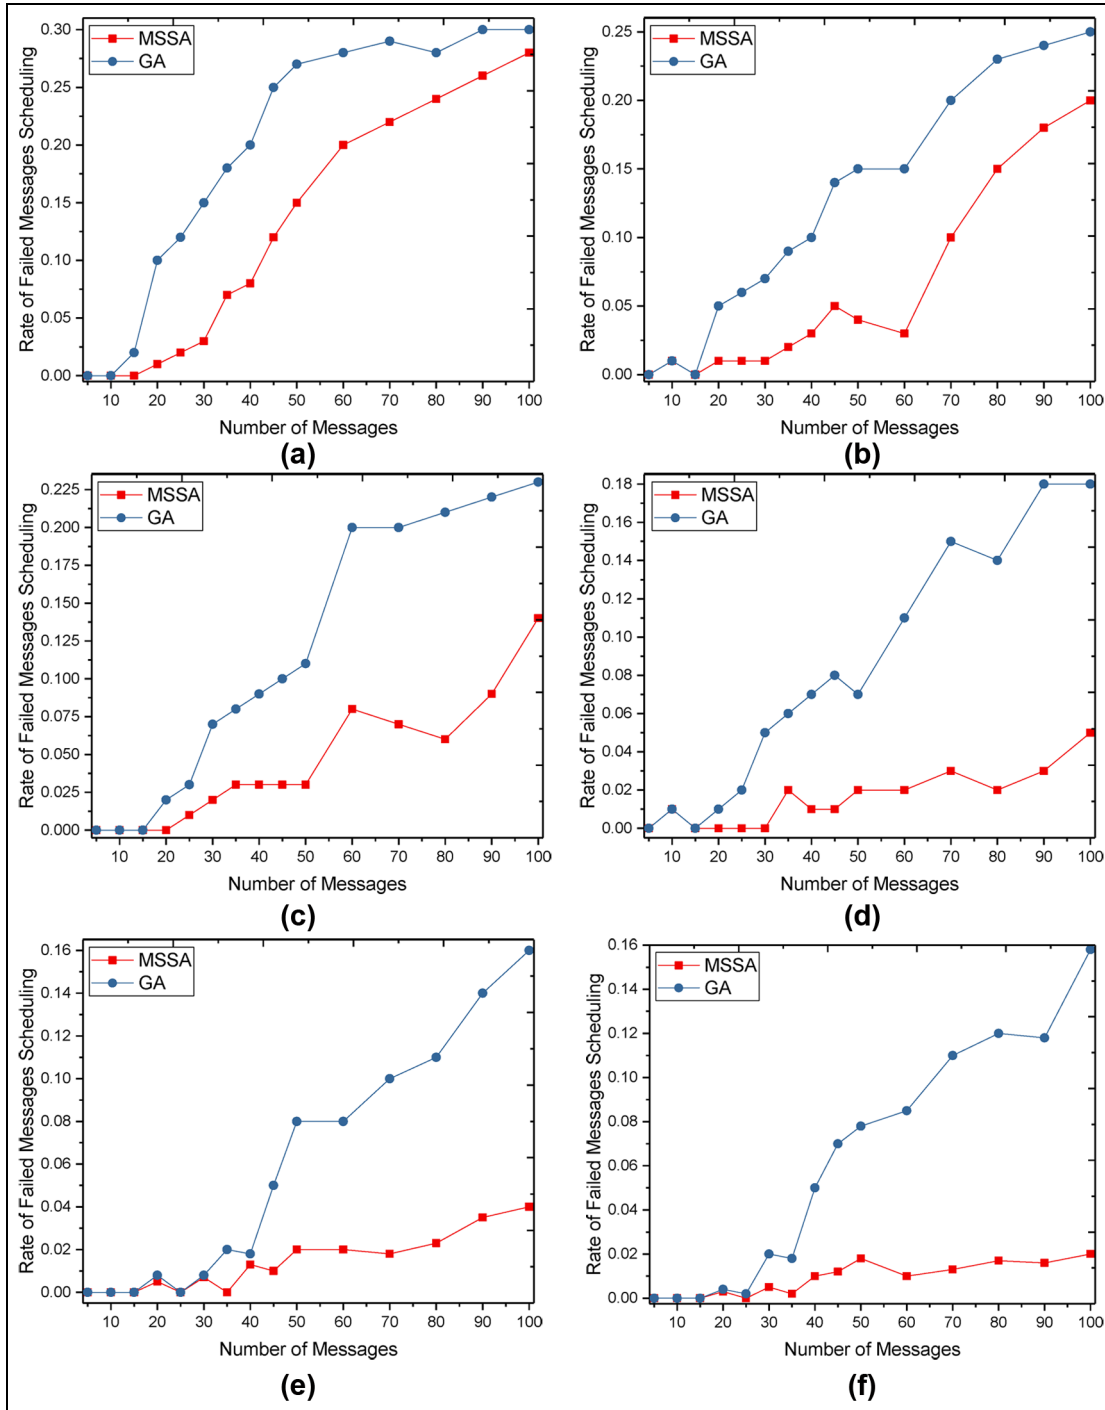 Rate of Failed Messages Scheduling
MSSA
GA
0.30
0.25
0.20
0.15
0.10
0.05
0.00
10 20 30 40 50 60 70 80 90 100
Number of Messages
(a)
Rate of Failed Messages Scheduling
MSSA
GA
0.25
0.20
0.15
0.10
0.05
0.00
10 20 30 40 50 60 70 80 90 100
Number of Messages
(b)
Rate of Failed Messages Scheduling
MSSA
GA
0.225
0.200
0.175
0.150
0.125
0.100
0.075
0.050
0.025
0.000
10 20 30 40 50 60 70 80 90 100
Number of Messages
(c)
Rate of Failed Messages Scheduling
MSSA
GA
0.18
0.16
0.14
0.12
0.10
0.08
0.06
0.04
0.02
0.00
10 20 30 40 50 60 70 80 90 100
Number of Messages
(d)
Rate of Failed Messages Scheduling
MSSA
GA
0.16
0.14
0.12
0.10
0.08
0.06
0.04
0.02
0.00
10 20 30 40 50 60 70 80 90 100
Number of Messages
(e)
Rate of Failed Messages Scheduling
MSSA
GA
0.16
0.14
0.12
0.10
0.08
0.06
0.04
0.02
0.00
10 20 30 40 50 60 70 80 90 100
Number of Messages
(f)